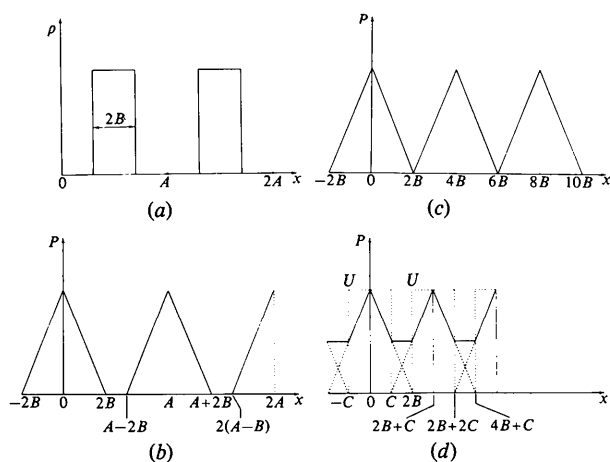 ρ
2B
0 A 2A x
(a)
P
−2B 0 2B 4B 6B 8B 10B x
(c)
P
−2B 0 2B A A+2B 2A x
A−2B 2(A−B)
(b)
P
U U
−C 0 C 2B x
2B+C 2B+2C 4B+C
(d)